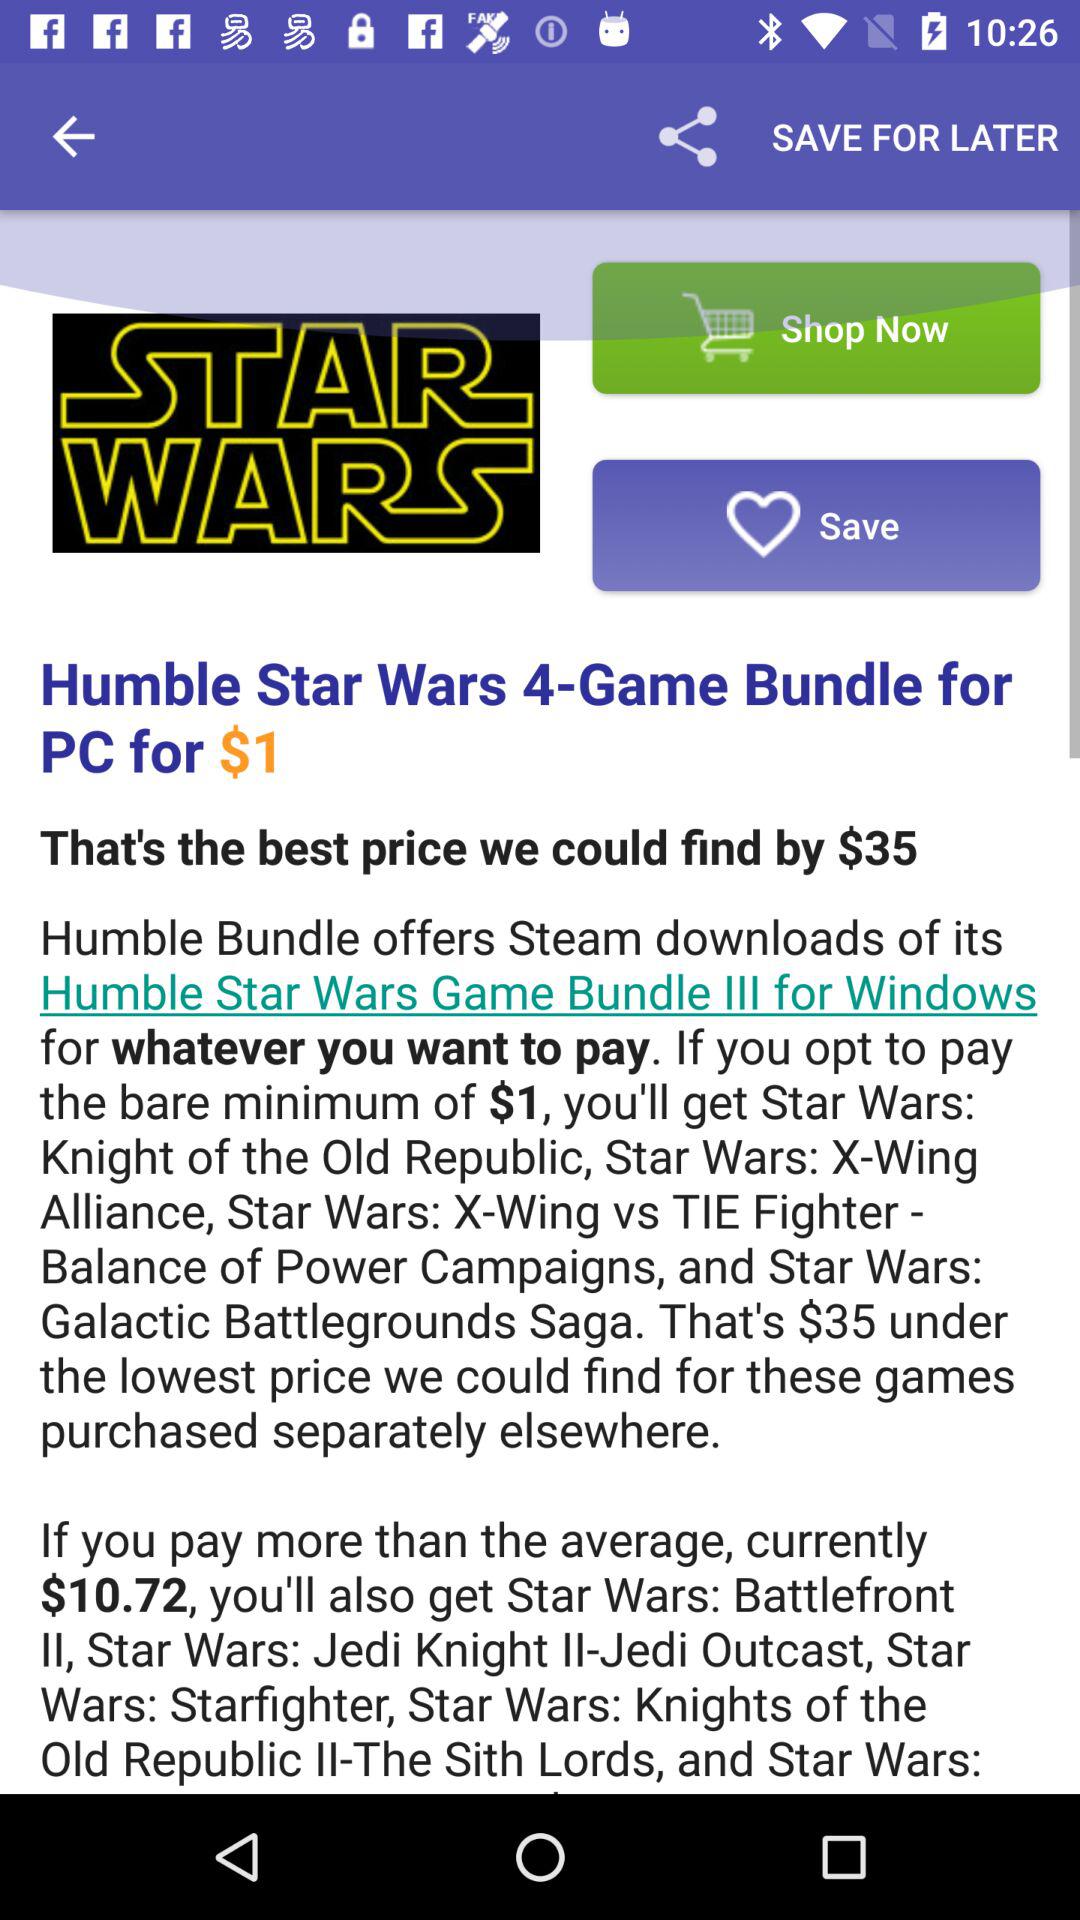 FAKE
10:26
SAVE FOR LATER
STAR
WARS
Shop Now
Save
Humble Star Wars 4-Game Bundle for
PC for $1
That's the best price we could find by $35
Humble Bundle offers Steam downloads of its
Humble Star Wars Game Bundle III for Windows
for whatever you want to pay. If you opt to pay
the bare minimum of $1, you'll get Star Wars:
Knight of the Old Republic, Star Wars: X-Wing
Alliance, Star Wars: X-Wing vs TIE Fighter -
Balance of Power Campaigns, and Star Wars:
Galactic Battlegrounds Saga. That's $35 under
the lowest price we could find for these games
purchased separately elsewhere.
If you pay more than the average, currently
$10.72, you'll also get Star Wars: Battlefront
II, Star Wars: Jedi Knight II-Jedi Outcast, Star
Wars: Starfighter, Star Wars: Knights of the
Old Republic II-The Sith Lords, and Star Wars: